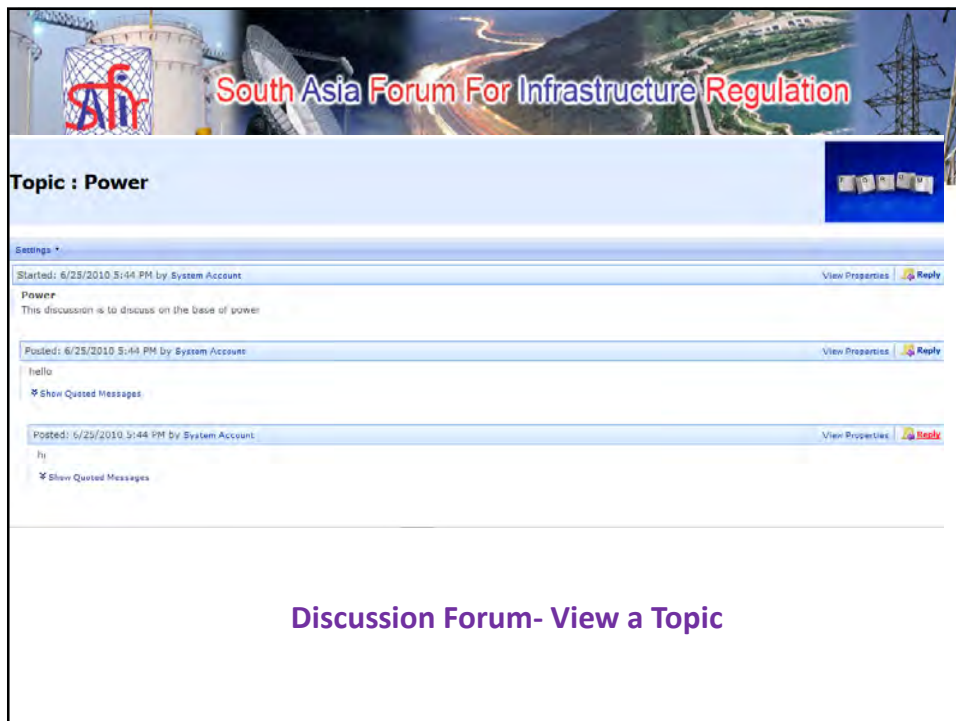 SAfir
South Asia Forum For Infrastructure Regulation
Topic : Power
F O R U M
Settings
Started: 6/25/2010 5:44 PM by System Account View Properties Reply
Power
This discussion is to discuss on the base of power
Posted: 6/25/2010 5:44 PM by System Account View Properties Reply
hello
Show Quoted Messages
Posted: 6/25/2010 5:44 PM by System Account View Properties Reply
hi
Show Quoted Messages
Discussion Forum- View a Topic